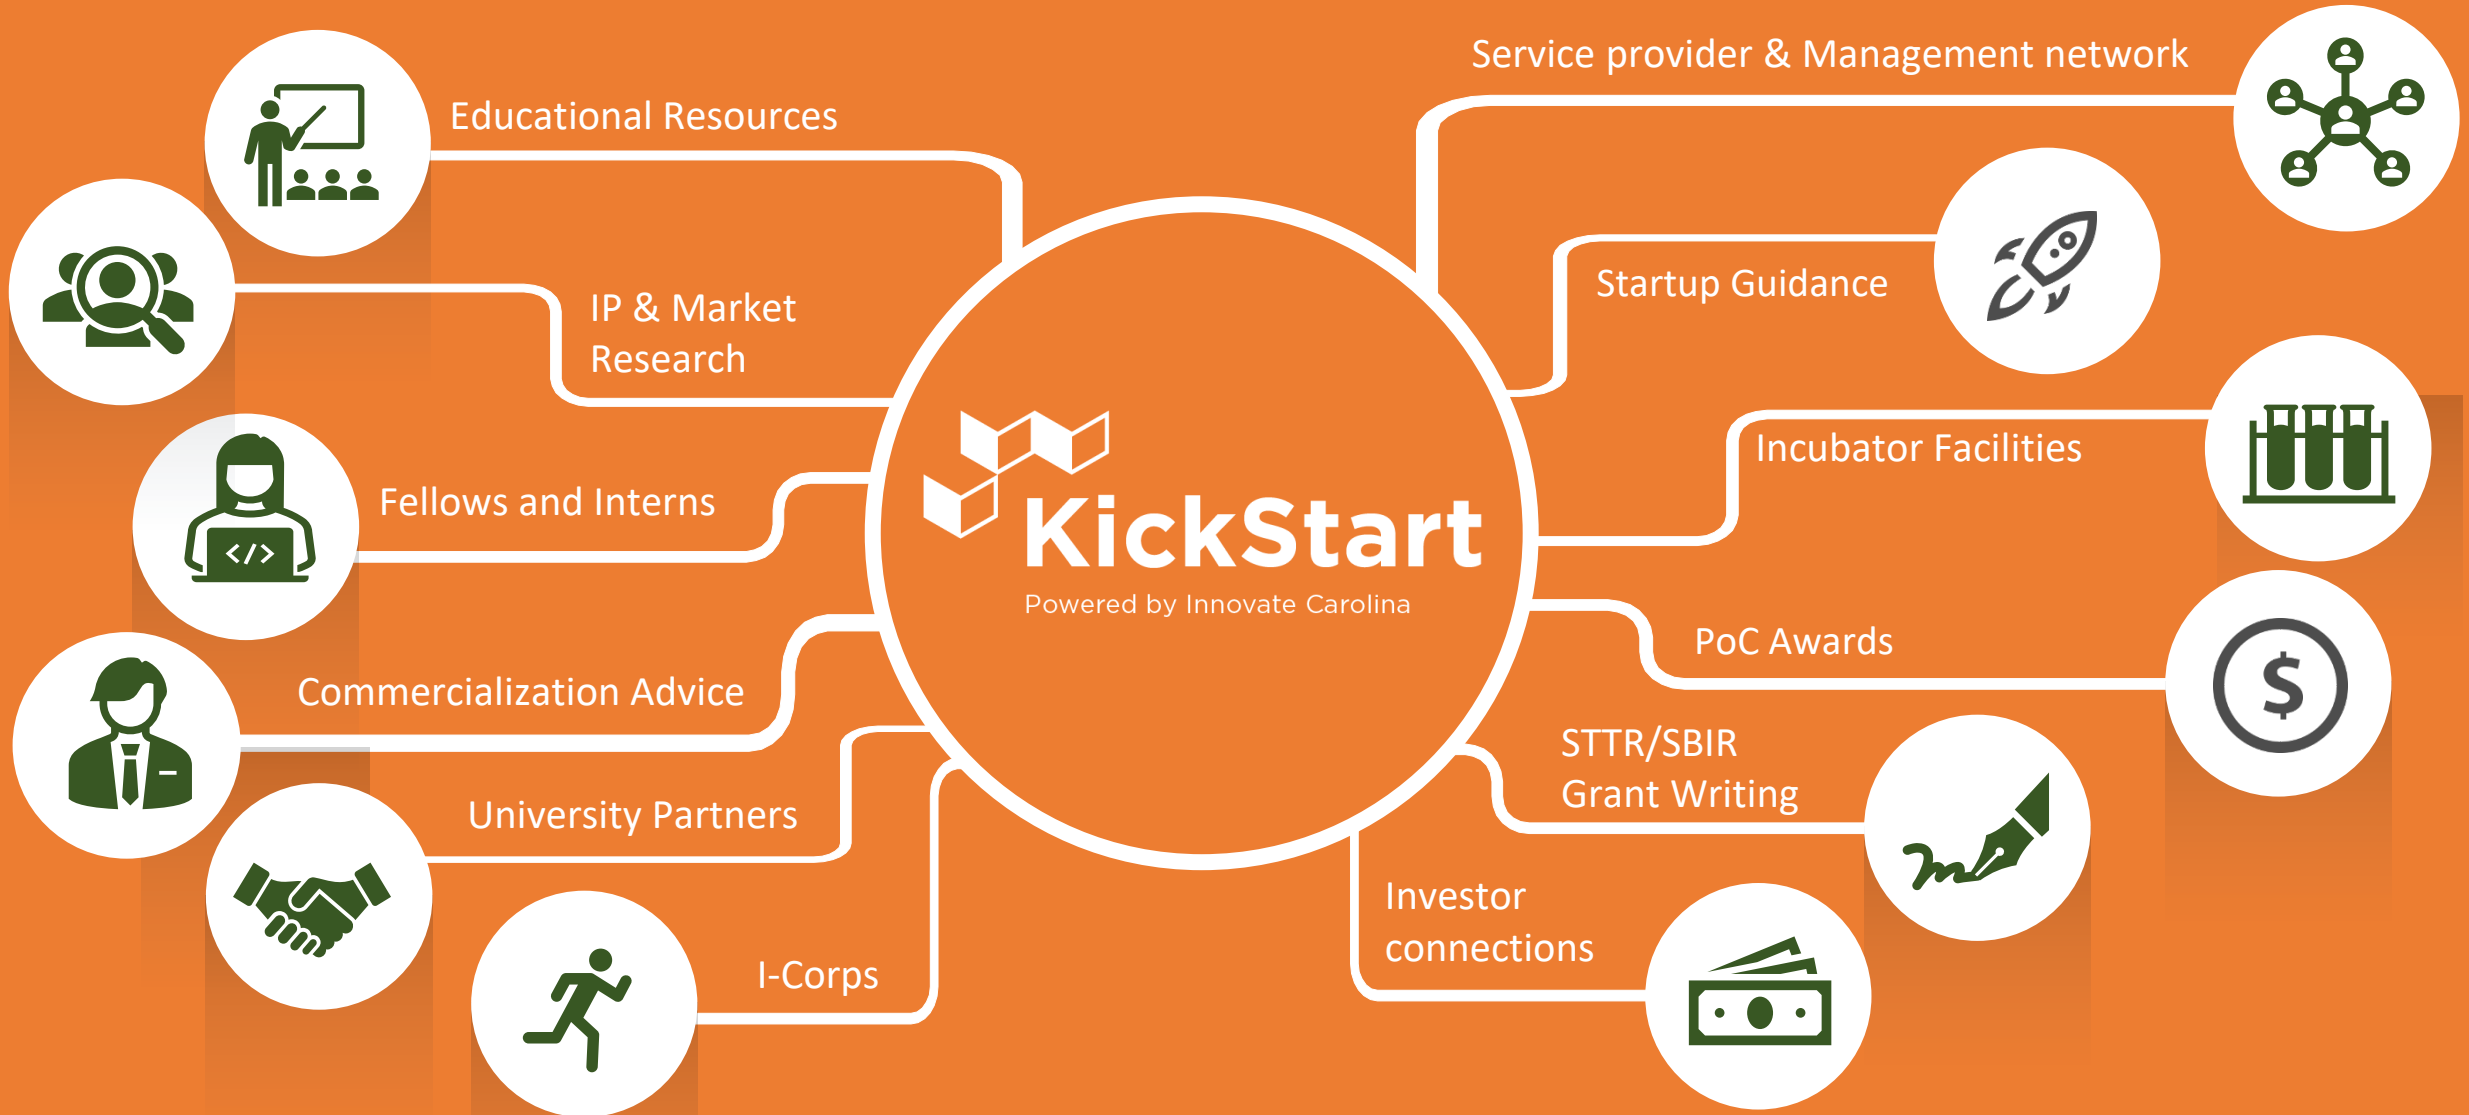 Educational Resources
IP & Market
Research
Fellows and Interns
</>
Commercialization Advice
University Partners
I-Corps
KickStart
Powered by Innovate Carolina
Service provider & Management network
Startup Guidance
Incubator Facilities
PoC Awards
$
STTR/SBIR
Grant Writing
Investor
connections